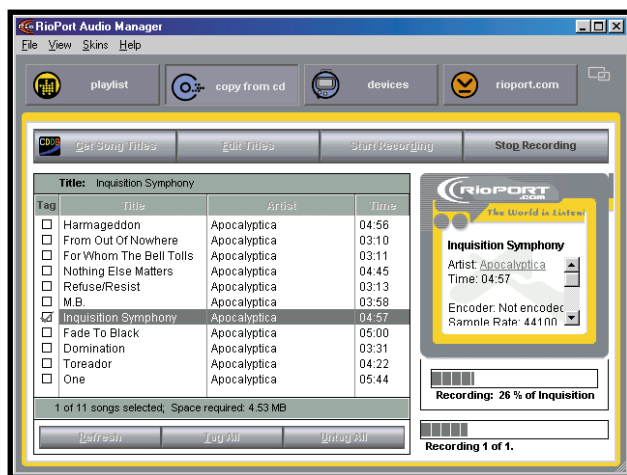 RioPort Audio Manager
File View Skins Help
playlist
copy from cd
devices
rioport.com
CDDB
Get Song Titles
Edit Titles
Start Recording
Stop Recording
Title: Inquisition Symphony
Tag Title Artist Time
Harmageddon Apocalyptica 04:56
From Out Of Nowhere Apocalyptica 03:10
For Whom The Bell Tolls Apocalyptica 03:11
Nothing Else Matters Apocalyptica 04:45
Refuse/Resist Apocalyptica 03:13
M.B. Apocalyptica 03:58
Inquisition Symphony Apocalyptica 04:57
Fade To Black Apocalyptica 05:00
Domination Apocalyptica 03:31
Toreador Apocalyptica 04:22
One Apocalyptica 05:44
1 of 11 songs selected; Space required: 4.53 MB
Refresh
Tag All
Untag All
RioPort
.com
The World is Listeni
Inquisition Symphony
Artist: Apocalyptica
Time: 04:57
Encoder: Not encodec
Sample Rate: 44100
Recording: 26 % of Inquisition
Recording 1 of 1.